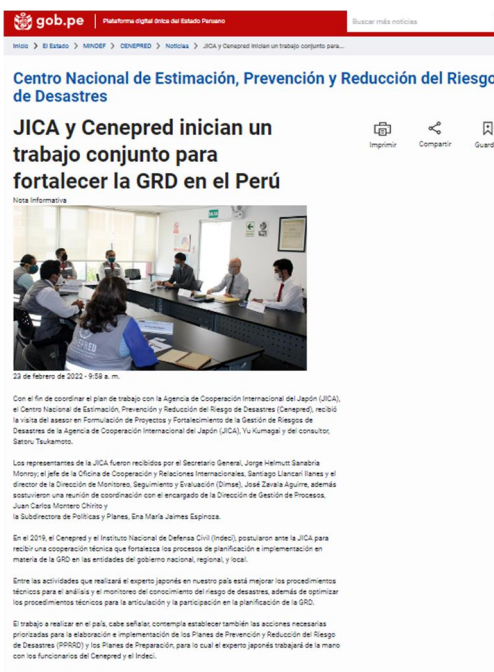 gob.pe
Plataforma digital única del Estado Peruano
Buscar más noticias
Inicio > El Estado > MINDEF > CENEPRED > Noticias > JICA y Cenepred inician un trabajo conjunto para...
Centro Nacional de Estimación, Prevención y Reducción del Riesgo
de Desastres
JICA y Cenepred inician un
trabajo conjunto para
fortalecer la GRD en el Perú
Imprimir
Compartir
Guard
Nota Informativa
23 de febrero de 2022 - 9:59 a. m.
Con el fin de coordinar el plan de trabajo con la Agencia de Cooperación Internacional del Japón (JICA),
el Centro Nacional de Estimación, Prevención y Reducción del Riesgo de Desastres (Cenepred), recibió
la visita del asesor en Formulación de Proyectos y Fortalecimiento de la Gestión de Riesgos de
Desastres de la Agencia de Cooperación Internacional del Japón (JICA), Yu Kumagai y del consultor,
Satoru Tsukamoto.
Los representantes de la JICA fueron recibidos por el Secretario General, Jorge Helmutt Sanabria
Monroy; el jefe de la Oficina de Cooperación y Relaciones Internacionales, Santiago Llancari Ilanes y el
director de la Dirección de Monitoreo, Seguimiento y Evaluación (Dimse), José Zavala Aguirre, además
sostuvieron una reunión de coordinación con el encargado de la Dirección de Gestión de Procesos,
Juan Carlos Montero Chirito y
la Subdirectora de Políticas y Planes, Ena María Jaimes Espinoza.
En el 2019, el Cenepred y el Instituto Nacional de Defensa Civil (Indeci), postularon ante la JICA para
recibir una cooperación técnica que fortalezca los procesos de planificación e implementación en
materia de la GRD en las entidades del gobierno nacional, regional, y local.
Entre las actividades que realizará el experto japonés en nuestro país está mejorar los procedimientos
técnicos para el análisis y el monitoreo del conocimiento del riesgo de desastres, además de optimizar
los procedimientos técnicos para la articulación y la participación en la planificación de la GRD.
El trabajo a realizar en el país, cabe señalar, contempla establecer también las acciones necesarias
priorizadas para la elaboración e implementación de los Planes de Prevención y Reducción del Riesgo
de Desastres (PPRRD) y los Planes de Preparación, para lo cual el experto japonés trabajará de la mano
con los funcionarios del Cenepred y el Indeci.